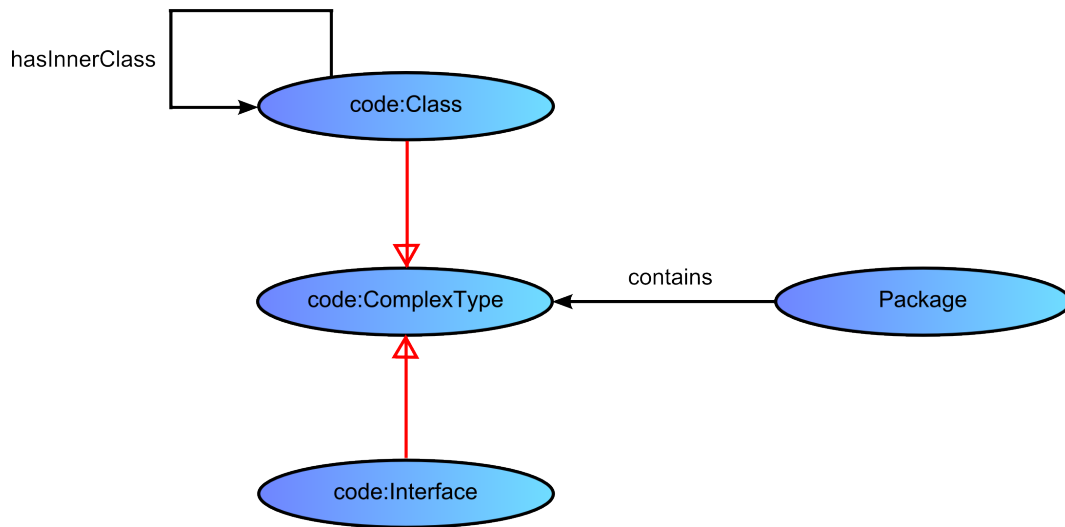 hasInnerClass
code:Class
contains
code:ComplexType
Package
code:Interface